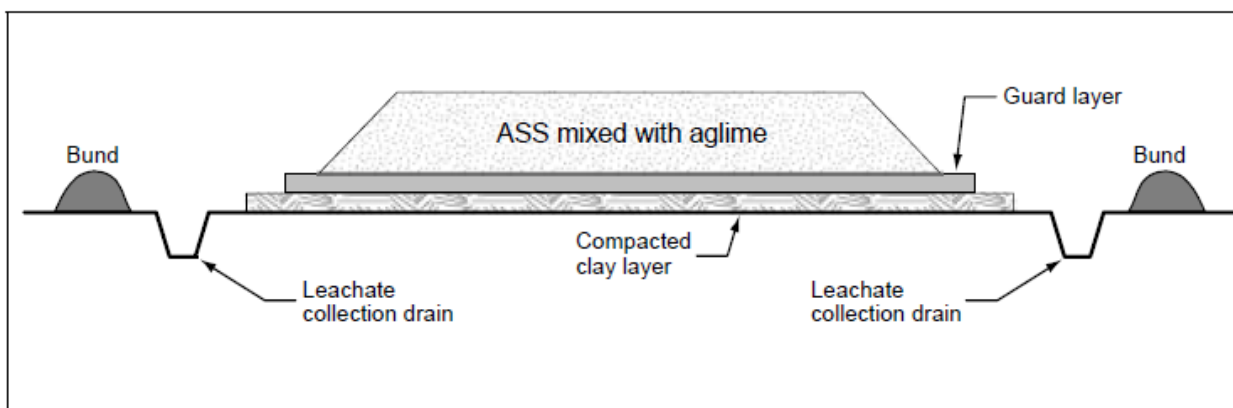 Guard layer
ASS mixed with aglime
Bund
Bund
Compacted
clay layer
Leachate
collection drain
Leachate
collection drain